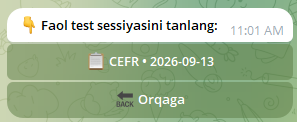 👇 Faol test sessiyasini tanlang:
11:01 AM
📋 CEFR • 2026-09-13
🔙 Orqaga